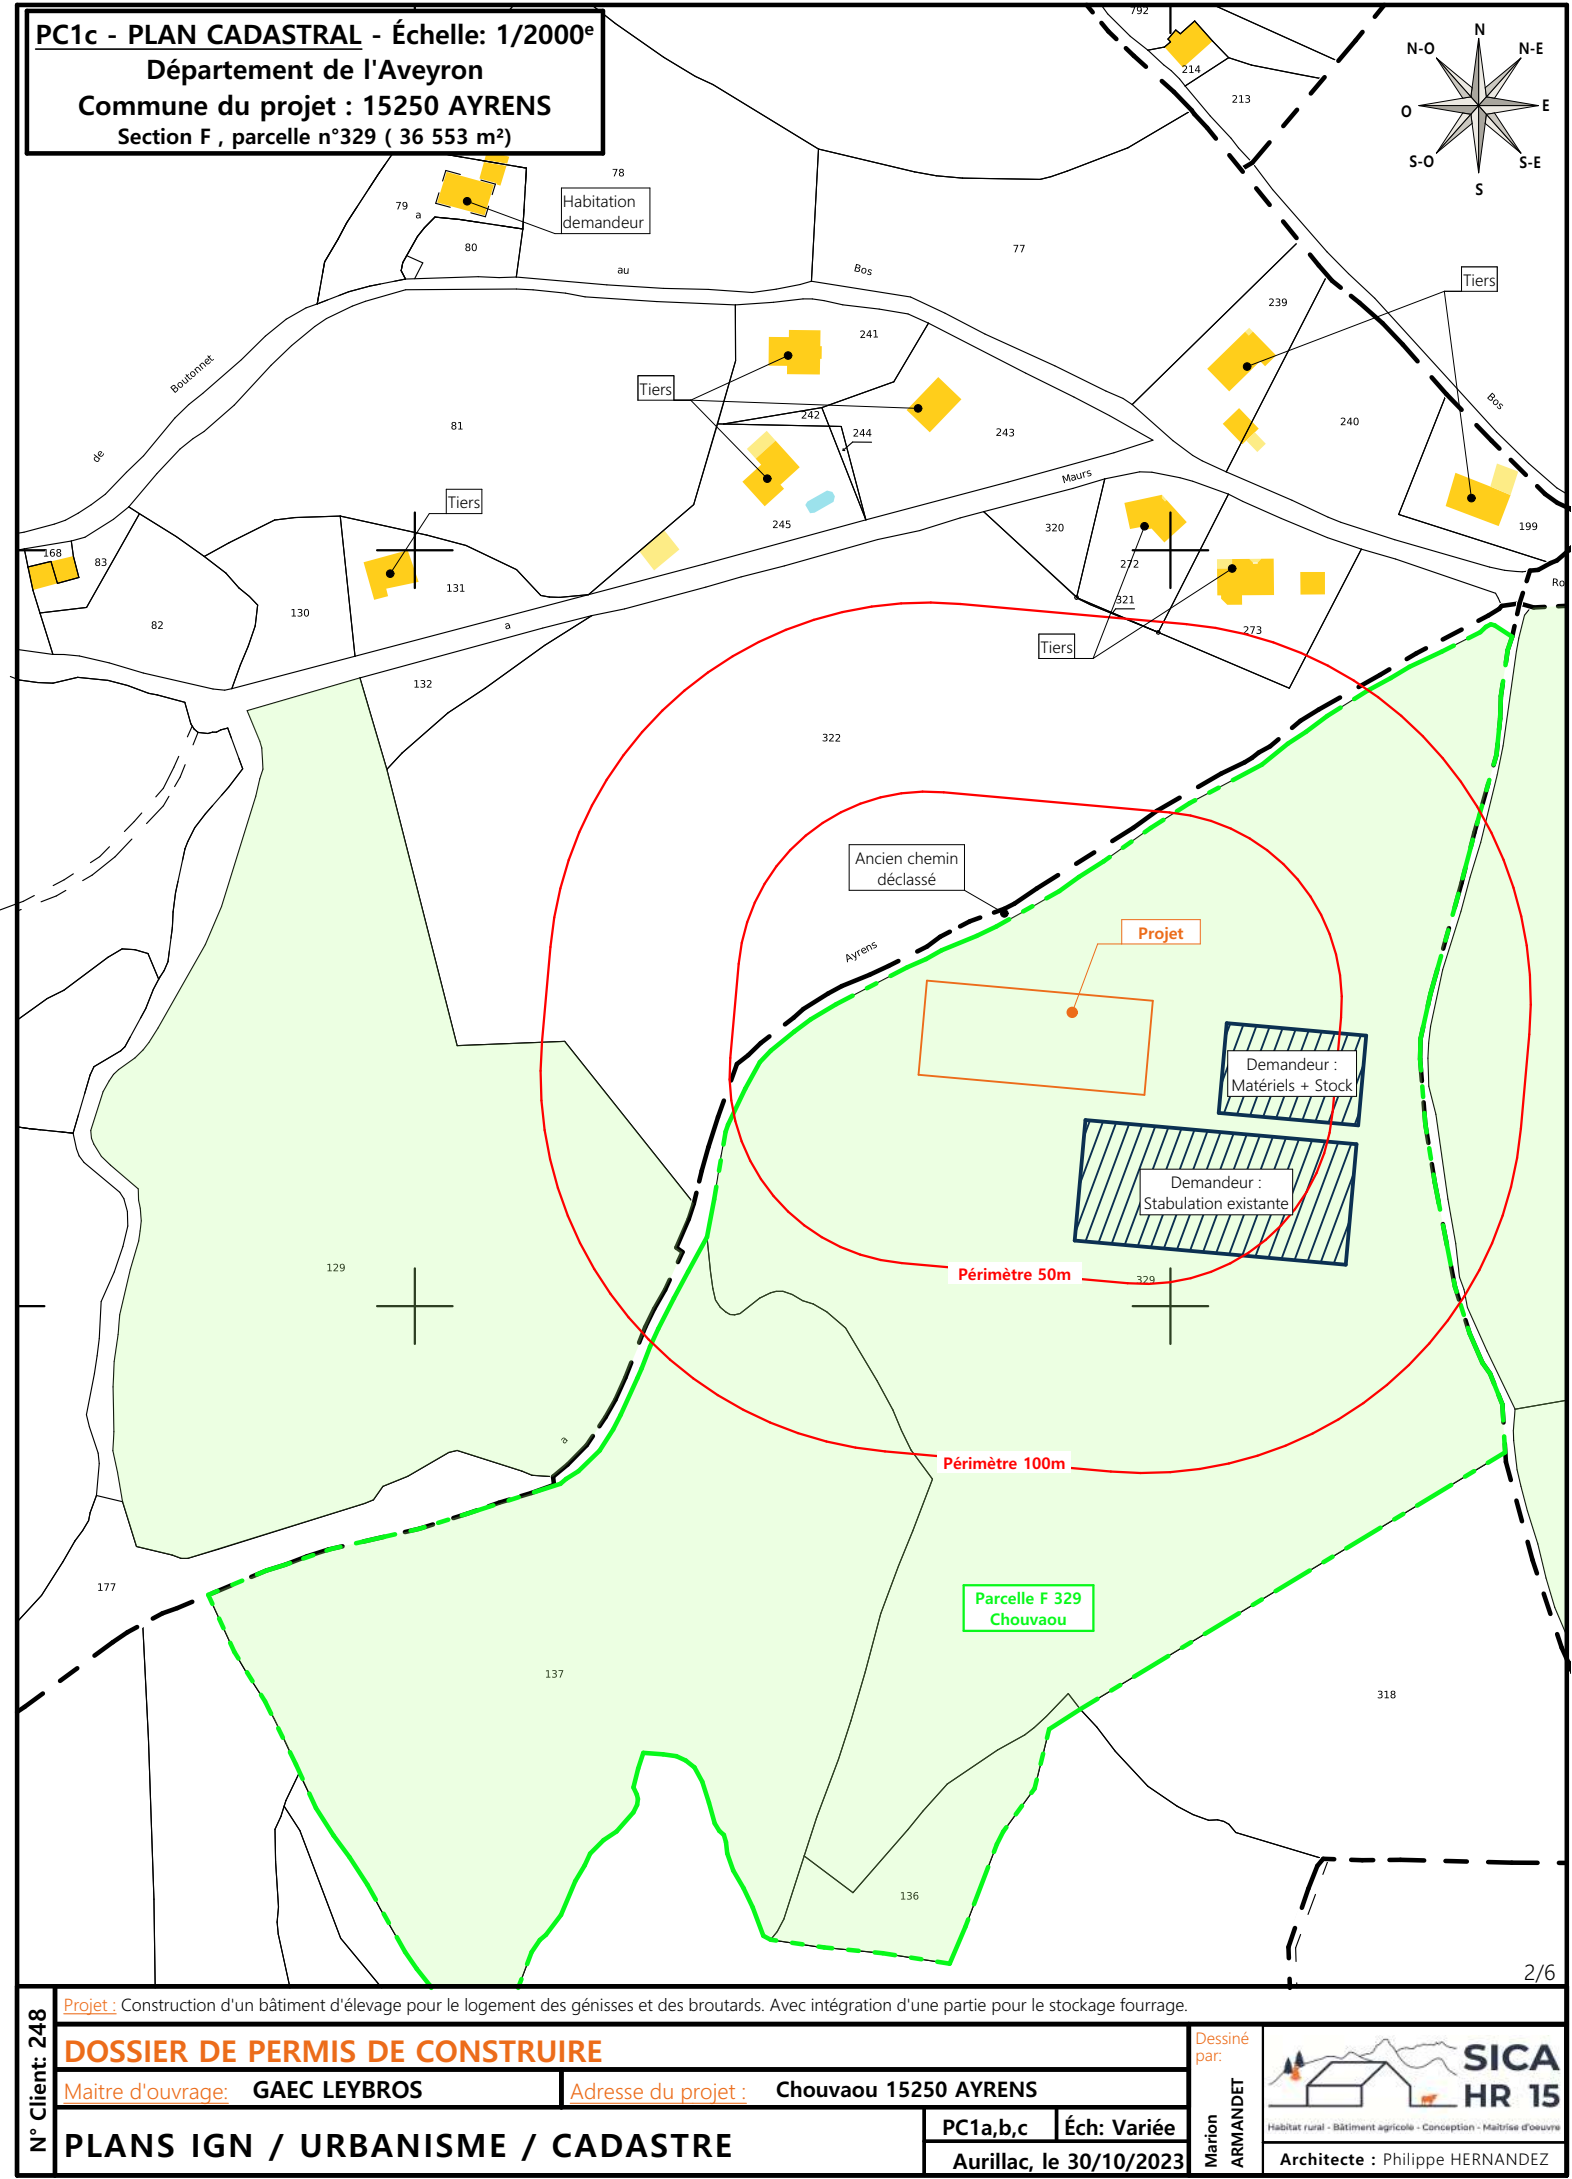 PC1c - PLAN CADASTRAL - Échelle: 1/2000e
Département de l'Aveyron
Commune du projet : 15250 AYRENS
Section F , parcelle n°329 ( 36 553 m²)
792
214
213
N
N-O
N-E
O
E
S-O
S-E
S
78
79
a
80
Habitation
demandeur
77
au
Bos
Tiers
239
241
Boutonnet
Tiers
242
244
243
240
Bos
81
de
Maurs
Tiers
245
320
199
168
83
272
Ro
131
130
321
82
a
273
Tiers
132
322
Ancien chemin
déclassé
Projet
Ayrens
Demandeur :
Matériels + Stock
Demandeur :
Stabulation existante
129
Périmètre 50m
329
a
Périmètre 100m
177
Parcelle F 329
Chouvaou
137
318
136
2/6
N° Client: 248
Projet : Construction d'un bâtiment d'élevage pour le logement des génisses et des broutards. Avec intégration d'une partie pour le stockage fourrage.
DOSSIER DE PERMIS DE CONSTRUIRE
Maitre d'ouvrage: GAEC LEYBROS
Adresse du projet : Chouvaou 15250 AYRENS
PLANS IGN / URBANISME / CADASTRE
PC1a,b,c
Éch: Variée
Aurillac, le 30/10/2023
Dessiné
par:
Marion
ARMANDET
SICA
HR 15
Habitat rural - Bâtiment agricole - Conception - Maîtrise d'oeuvre
Architecte : Philippe HERNANDEZ